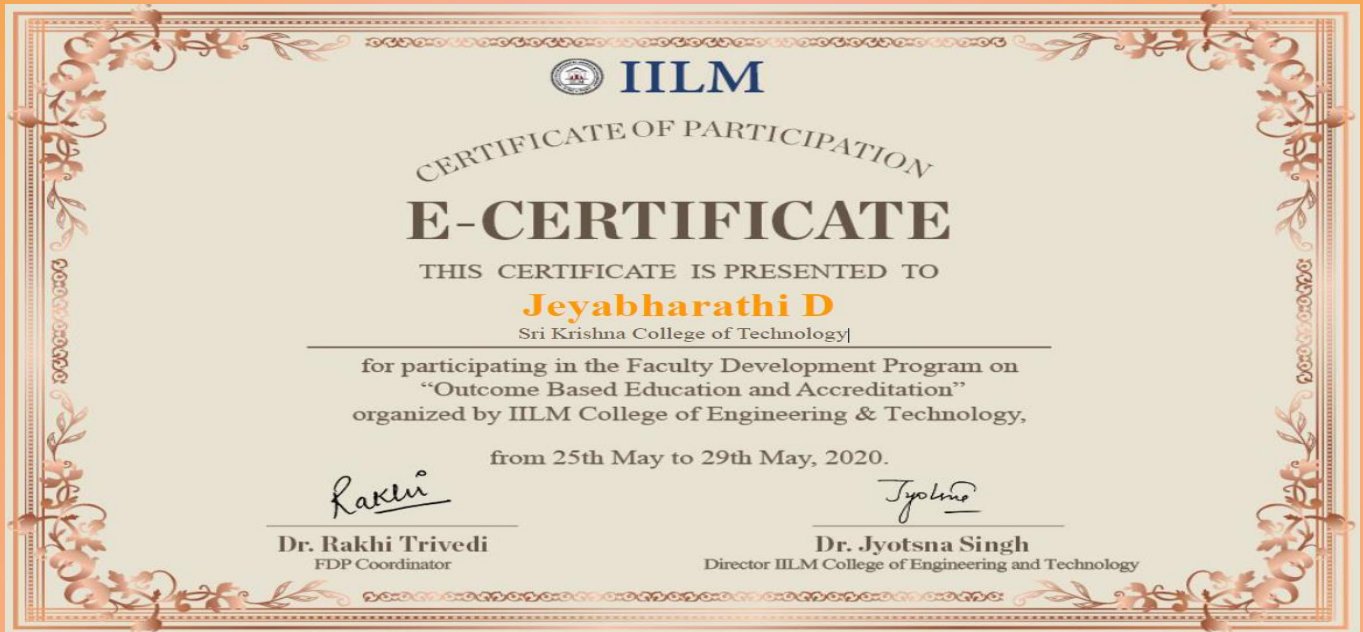 IILM
CERTIFICATE OF PARTICIPATION
E-CERTIFICATE
THIS CERTIFICATE IS PRESENTED TO
Jeyabharathi D
Sri Krishna College of Technology
for participating in the Faculty Development Program on
“Outcome Based Education and Accreditation”
organized by IILM College of Engineering & Technology,
from 25th May to 29th May, 2020.
Rakhi
Jyotsna
Dr. Rakhi Trivedi
FDP Coordinator
Dr. Jyotsna Singh
Director IILM College of Engineering and Technology